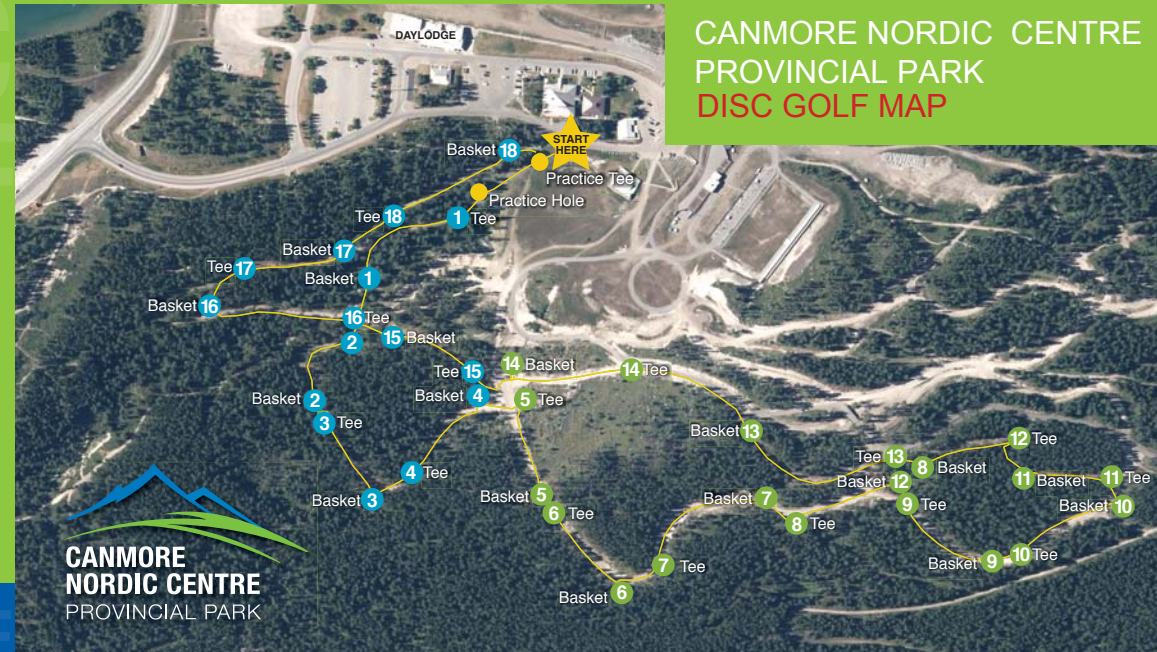 CANMORE NORDIC CENTRE
PROVINCIAL PARK
DISC GOLF MAP
DAYLODGE
START
HERE
Basket 18
Practice Tee
Practice Hole
Tee 18
1 Tee
Basket 17
Tee 17
Basket 1
Basket 16
16 Tee
2
15 Basket
Tee 15
14 Basket
14 Tee
Basket 4
5 Tee
Basket 2
3 Tee
Basket 13
12 Tee
Tee 13
8 Basket
4 Tee
Basket 12
11 Basket
11 Tee
Basket 3
Basket 5
Basket 7
9 Tee
Basket 10
6 Tee
8 Tee
10 Tee
Basket 9
7 Tee
Basket 6
CANMORE
NORDIC CENTRE
PROVINCIAL PARK